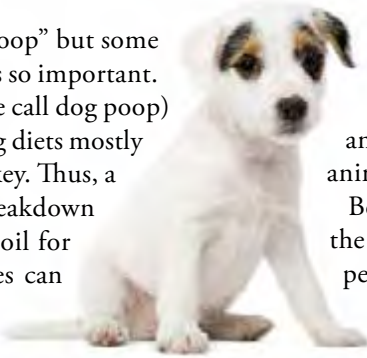 oop” but some
s so important.
e call dog poop)
g diets mostly
key. Thus, a
eakdown
oil for
es can
an
anim
Be
the
pe